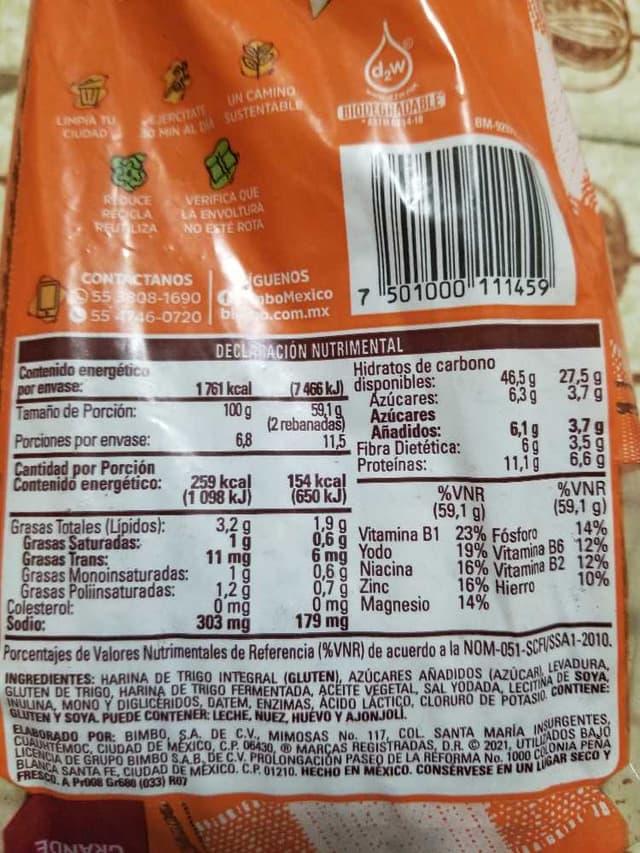 d₂w
BIODEGRADABLE
LIMPIA TU
CIUDAD
EJERCITATE
30 MIN AL DÍA
UN CAMINO
SUSTENTABLE
REDUCE
RECICLA
REUTILIZA
VERIFICA QUE
LA ENVOLTURA
NO ESTÉ ROTA
CONTÁCTANOS
55 3808-1690
55 4746-0720
7 501000 111459
DECLARACIÓN NUTRIMENTAL
Contenido energético
por envase: 1 761 kcal (7 466 kJ)
Tamaño de Porción: 100 g 59,1 g
(2 rebanadas)
Porciones por envase: 6,8 11,5
Cantidad por Porción
Contenido energético: 259 kcal 154 kcal
(1 098 kJ) (650 kJ)
Grasas Totales (Lípidos): 3,2 g 1,9 g
Grasas Saturadas: 1 g 0,6 g
Grasas Trans: 11 mg 6 mg
Grasas Monoinsaturadas: 1 g 0,6 g
Grasas Poliinsaturadas: 1,2 g 0,7 g
Colesterol: 0 mg 0 mg
Sodio: 303 mg 179 mg
Hidratos de carbono
disponibles: 46,5 g 27,5 g
Azúcares: 6,3 g 3,7 g
Azúcares
Añadidos: 6,1 g 3,7 g
Fibra Dietética: 6 g 3,5 g
Proteínas: 11,1 g 6,6 g
%VNR %VNR
(59,1 g) (59,1 g)
Vitamina B1 23% Fósforo 14%
Yodo 19% Vitamina B6 12%
Niacina 16% Vitamina B2 12%
Zinc 16% Hierro 10%
Magnesio 14%
Porcentajes de Valores Nutrimentales de Referencia (%VNR) de acuerdo a la NOM-051-SCFI/SSA1-2010.
INGREDIENTES: HARINA DE TRIGO INTEGRAL (GLUTEN), AZÚCARES AÑADIDOS (AZÚCAR), LEVADURA,
GLUTEN DE TRIGO, HARINA DE TRIGO FERMENTADA, ACEITE VEGETAL, SAL YODADA, LECITINA DE SOYA,
INULINA, MONO Y DIGLICÉRIDOS, DATEM, ENZIMAS, ÁCIDO LÁCTICO, CLORURO DE POTASIO. CONTIENE:
GLUTEN Y SOYA. PUEDE CONTENER: LECHE, NUEZ, HUEVO Y AJONJOLÍ.
ELABORADO POR: BIMBO, S.A. DE C.V., MIMOSAS No. 117, COL. SANTA MARÍA INSURGENTES,
CUAUHTÉMOC, CIUDAD DE MÉXICO, C.P. 06430, ® MARCAS REGISTRADAS, D.R. © 2021, UTILIZADOS BAJO
LICENCIA DE GRUPO BIMBO S.A.B. DE C.V. PROLONGACIÓN PASEO DE LA REFORMA No. 1000 COLONIA PEÑA
BLANCA SANTA FE, CIUDAD DE MÉXICO. C.P. 01210. HECHO EN MÉXICO. CONSÉRVESE EN UN LUGAR SECO Y
FRESCO. A Pr008 Gr680 (033) R07
GRANDE